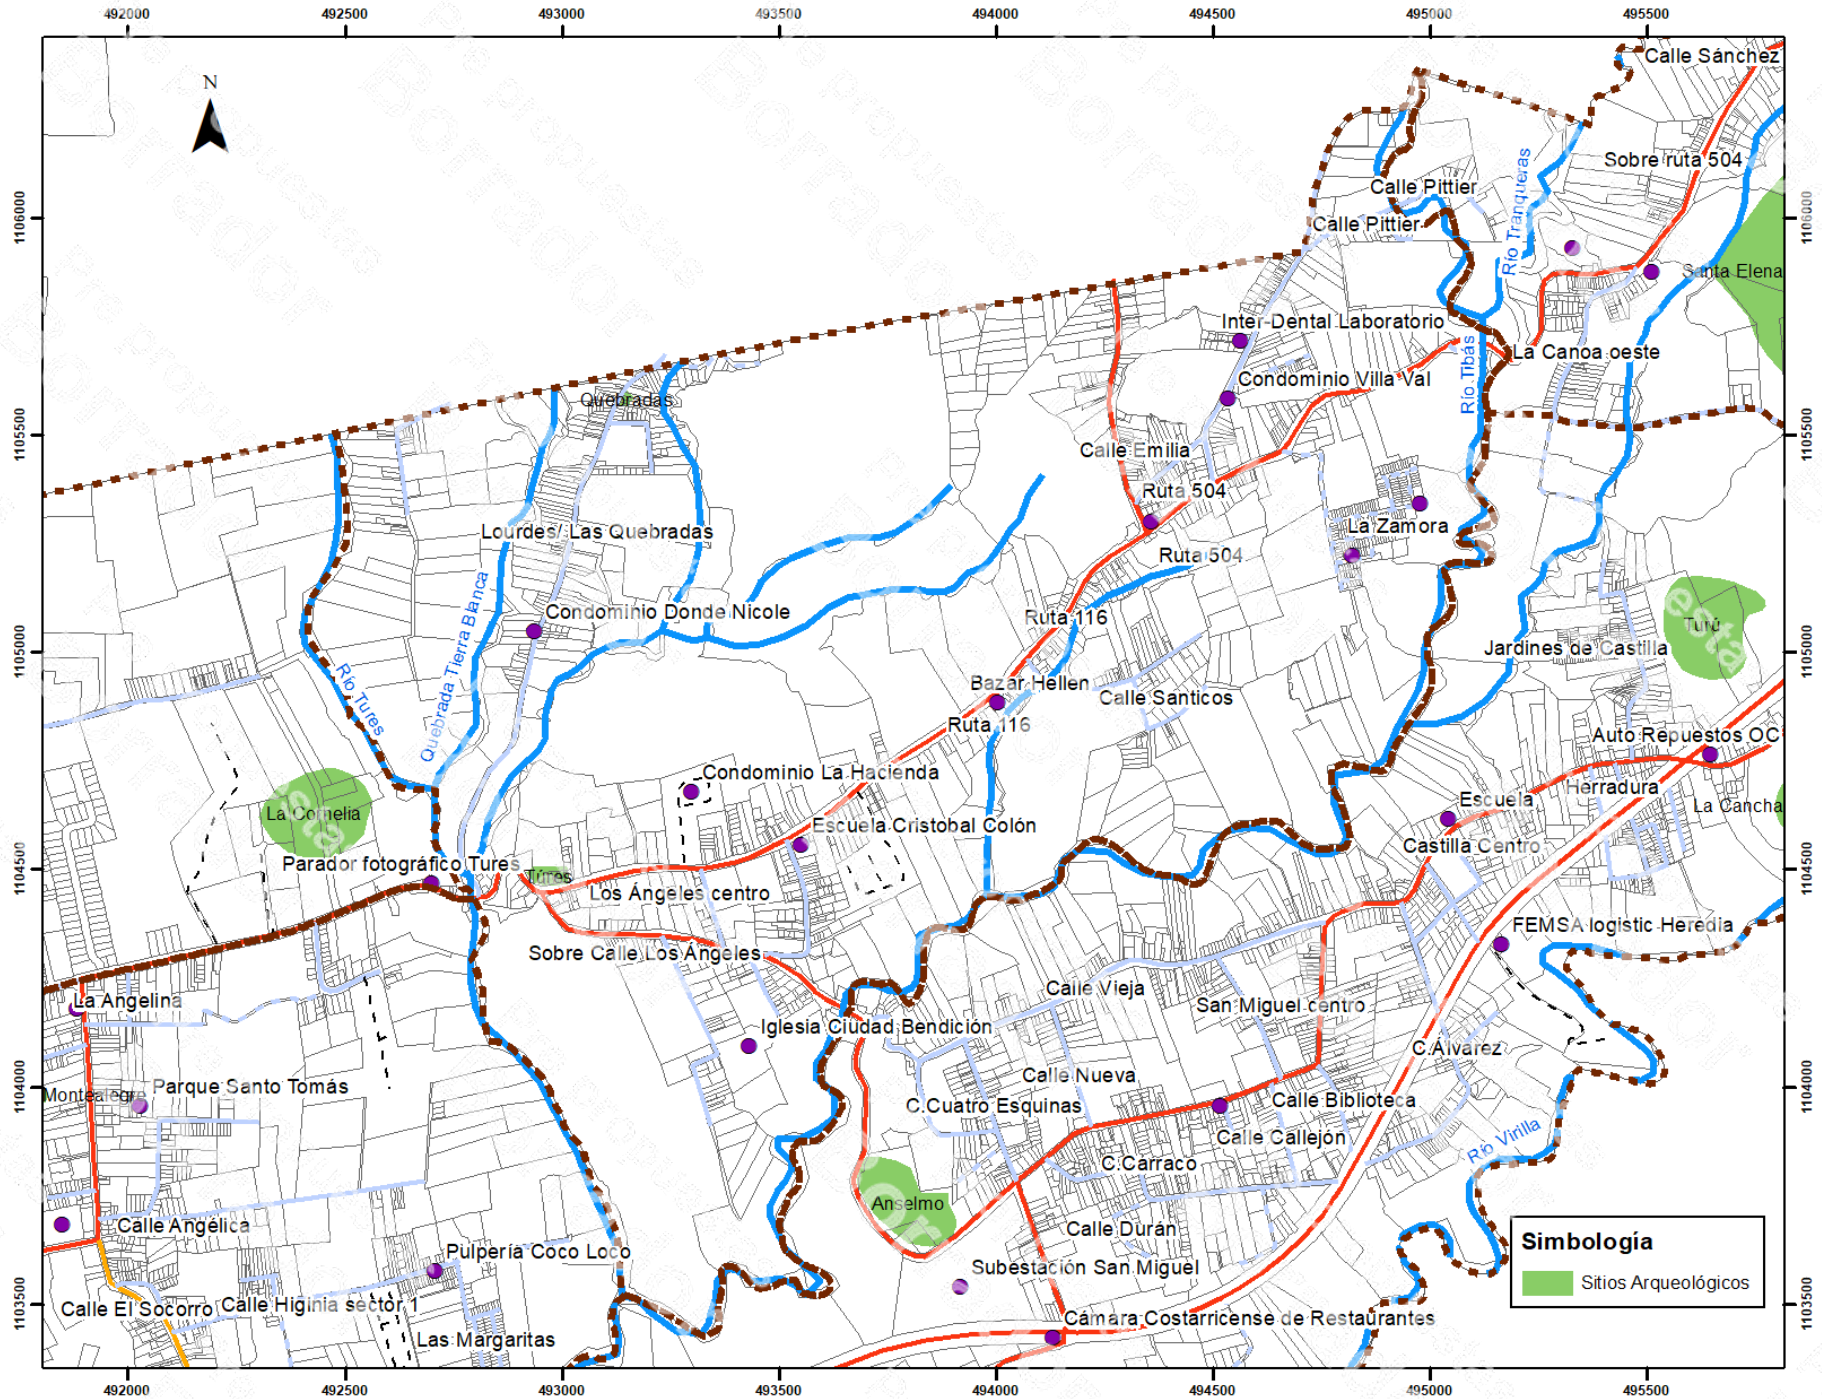 492000 492500 493000 493500 494000 494500 495000 495500
N
Calle Sánchez
Sobre ruta 504
Calle Pittier
Río Tranqueras
Calle Pittier
1106000
1106000
Santa Elena
Inter-Dental Laboratorio
La Canoa oeste
Río Tibás
Condominio Villa Val
Quebradas
1105500
1105500
Calle Emilia
Ruta 504
Lourdes/ Las Quebradas
La Zamora
Ruta 504
Quebrada Tierra Blanca
Condominio Donde Nicole
Ruta 116
Turú
1105000
1105000
Jardines de Castilla
Río Tures
Bazar Hellen
Calle Santicos
Ruta 116
Auto Repuestos OC
Condominio La Hacienda
Herradura
Escuela
La Cancha
La Cornelia
Escuela Cristobal Colón
Castilla Centro
1104500
1104500
Parador fotográfico Tures
Túres
Los Ángeles centro
FEMSA logistic Heredia
Sobre Calle Los Ángeles
Calle Vieja
La Angelina
San Miguel centro
Iglesia Ciudad Bendición
C.Álvarez
Calle Nueva
1104000
1104000
Parque Santo Tomás
Montealegre
C.Cuatro Esquinas
Calle Biblioteca
Calle Callejón
Río Virilla
C.Carraco
Anselmo
Calle Angélica
Calle Durán
Simbología
Pulpería Coco Loco
Subestación San Miguel
Sitios Arqueológicos
1103500
1103500
Calle El Socorro
Calle Higinia sector 1
Cámara Costarricense de Restaurantes
Las Margaritas
492000 492500 493000 493500 494000 494500 495000 495500